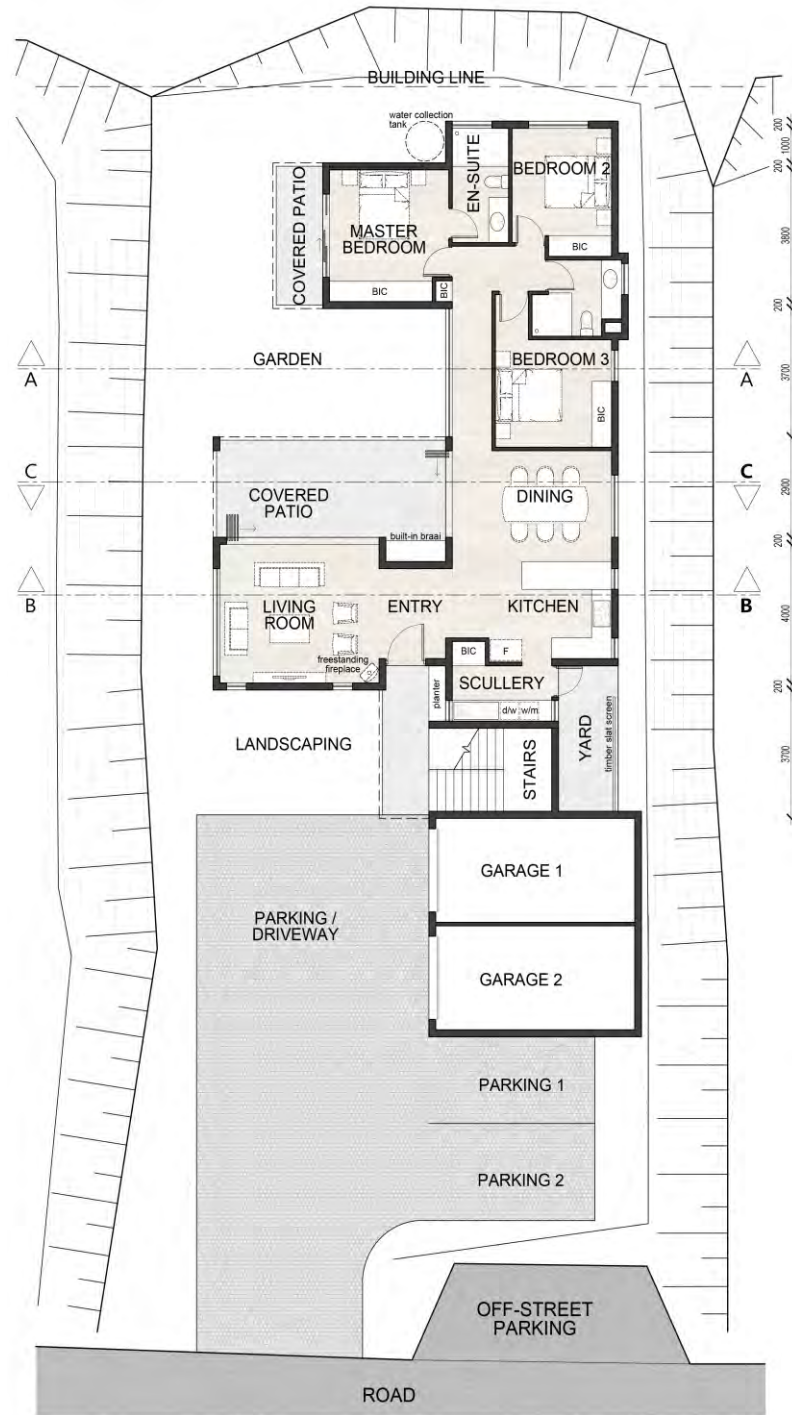 BUILDING LINE
water collection
tank
EN-SUITE
BEDROOM 2
COVERED PATIO
MASTER
BEDROOM
BIC
BIC
BIC
200
1000
200
3800
200
3700
2900
200
4000
200
3700
GARDEN
A
A
BEDROOM 3
BIC
C
C
COVERED
PATIO
DINING
built-in braai
B
B
LIVING
ROOM
ENTRY
KITCHEN
freestanding
fireplace
BIC
F
SCULLERY
planter
d/w
w/m
YARD
timber slat screen
LANDSCAPING
STAIRS
GARAGE 1
PARKING /
DRIVEWAY
GARAGE 2
PARKING 1
PARKING 2
OFF-STREET
PARKING
ROAD